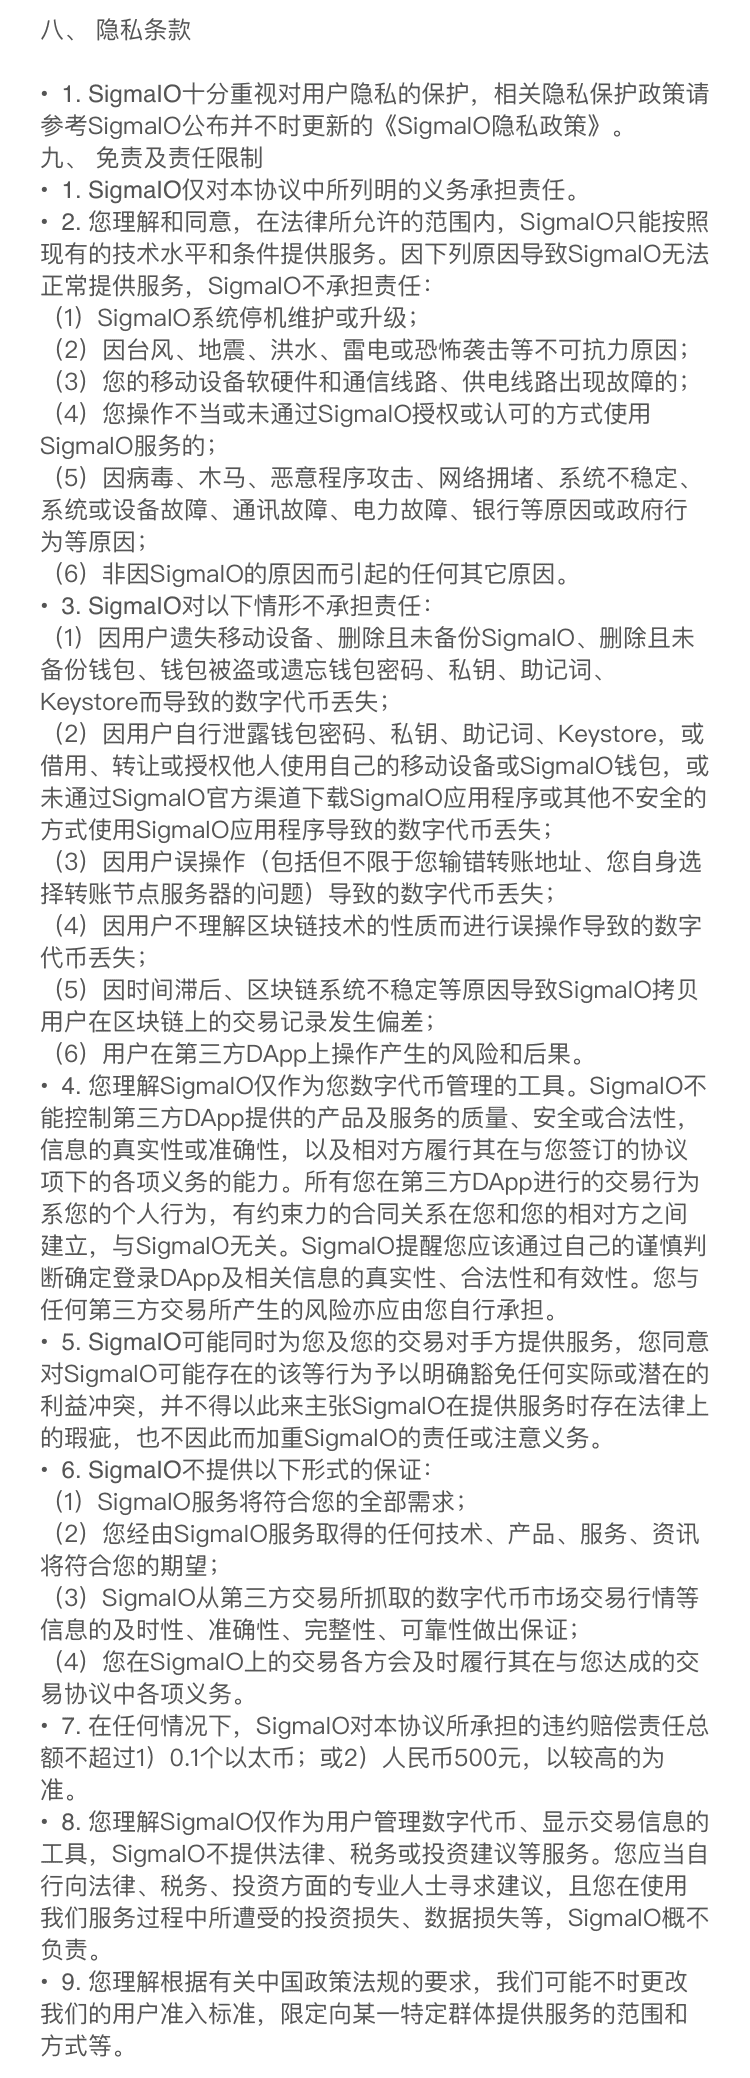 八、 隐私条款
• 1. SigmaIO十分重视对用户隐私的保护，相关隐私保护政策请
参考SigmaIO公布并不时更新的《SigmaIO隐私政策》。
九、 免责及责任限制
• 1. SigmaIO仅对本协议中所列明的义务承担责任。
• 2. 您理解和同意，在法律所允许的范围内，SigmaIO只能按照
现有的技术水平和条件提供服务。因下列原因导致SigmaIO无法
正常提供服务，SigmaIO不承担责任：
（1）SigmaIO系统停机维护或升级；
（2）因台风、地震、洪水、雷电或恐怖袭击等不可抗力原因；
（3）您的移动设备软硬件和通信线路、供电线路出现故障的；
（4）您操作不当或未通过SigmaIO授权或认可的方式使用
SigmaIO服务的；
（5）因病毒、木马、恶意程序攻击、网络拥堵、系统不稳定、
系统或设备故障、通讯故障、电力故障、银行等原因或政府行
为等原因；
（6）非因SigmaIO的原因而引起的任何其它原因。
• 3. SigmaIO对以下情形不承担责任：
（1）因用户遗失移动设备、删除且未备份SigmaIO、删除且未
备份钱包、钱包被盗或遗忘钱包密码、私钥、助记词、
Keystore而导致的数字代币丢失；
（2）因用户自行泄露钱包密码、私钥、助记词、Keystore，或
借用、转让或授权他人使用自己的移动设备或SigmaIO钱包，或
未通过SigmaIO官方渠道下载SigmaIO应用程序或其他不安全的
方式使用SigmaIO应用程序导致的数字代币丢失；
（3）因用户误操作（包括但不限于您输错转账地址、您自身选
择转账节点服务器的问题）导致的数字代币丢失；
（4）因用户不理解区块链技术的性质而进行误操作导致的数字
代币丢失；
（5）因时间滞后、区块链系统不稳定等原因导致SigmaIO拷贝
用户在区块链上的交易记录发生偏差；
（6）用户在第三方DApp上操作产生的风险和后果。
• 4. 您理解SigmaIO仅作为您数字代币管理的工具。SigmaIO不
能控制第三方DApp提供的产品及服务的质量、安全或合法性，
信息的真实性或准确性，以及相对方履行其在与您签订的协议
项下的各项义务的能力。所有您在第三方DApp进行的交易行为
系您的个人行为，有约束力的合同关系在您和您的相对方之间
建立，与SigmaIO无关。SigmaIO提醒您应该通过自己的谨慎判
断确定登录DApp及相关信息的真实性、合法性和有效性。您与
任何第三方交易所产生的风险亦应由您自行承担。
• 5. SigmaIO可能同时为您及您的交易对手方提供服务，您同意
对SigmaIO可能存在的该等行为予以明确豁免任何实际或潜在的
利益冲突，并不得以此来主张SigmaIO在提供服务时存在法律上
的瑕疵，也不因此而加重SigmaIO的责任或注意义务。
• 6. SigmaIO不提供以下形式的保证：
（1）SigmaIO服务将符合您的全部需求；
（2）您经由SigmaIO服务取得的任何技术、产品、服务、资讯
将符合您的期望；
（3）SigmaIO从第三方交易所抓取的数字代币市场交易行情等
信息的及时性、准确性、完整性、可靠性做出保证；
（4）您在SigmaIO上的交易各方会及时履行其在与您达成的交
易协议中各项义务。
• 7. 在任何情况下，SigmaIO对本协议所承担的违约赔偿责任总
额不超过1）0.1个以太币；或2）人民币500元，以较高的为
准。
• 8. 您理解SigmaIO仅作为用户管理数字代币、显示交易信息的
工具，SigmaIO不提供法律、税务或投资建议等服务。您应当自
行向法律、税务、投资方面的专业人士寻求建议，且您在使用
我们服务过程中所遭受的投资损失、数据损失等，SigmaIO概不
负责。
• 9. 您理解根据有关中国政策法规的要求，我们可能不时更改
我们的用户准入标准，限定向某一特定群体提供服务的范围和
方式等。